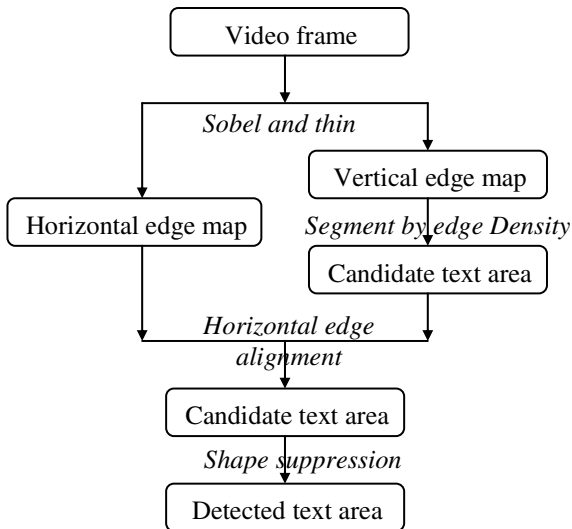 Video frame
Sobel and thin
Vertical edge map
Horizontal edge map
Segment by edge Density
Candidate text area
Horizontal edge
alignment
Candidate text area
Shape suppression
Detected text area